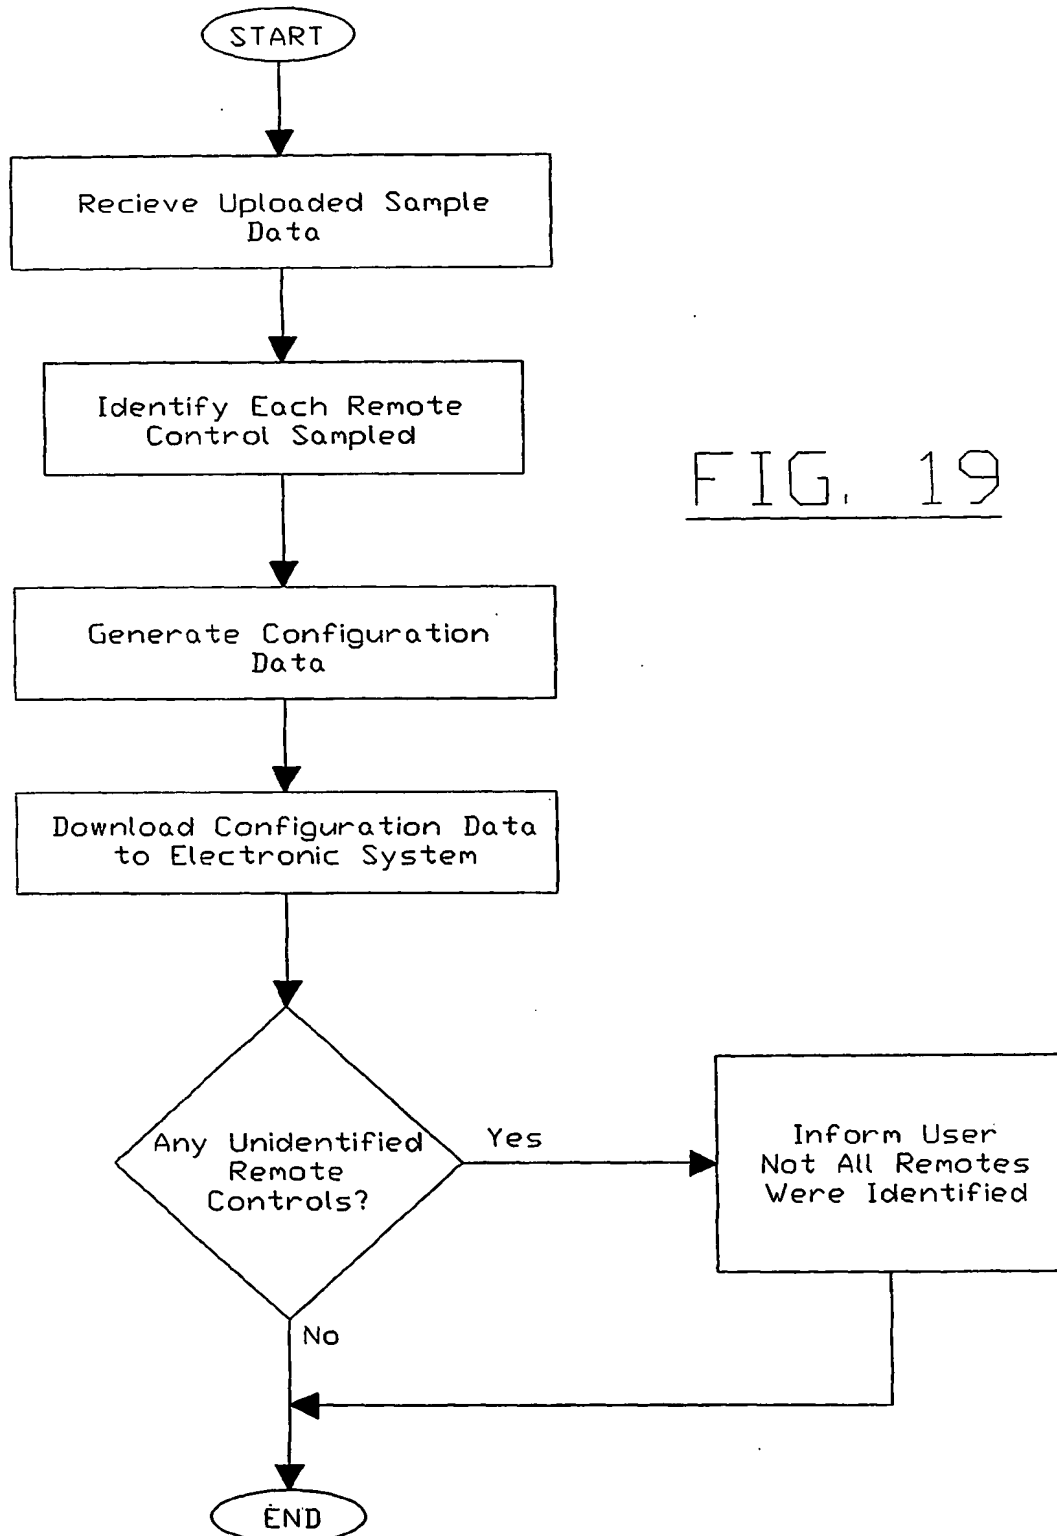 START
Recieve Uploaded Sample
Data
Identify Each Remote
Control Sampled
FIG. 19
Generate Configuration
Data
Download Configuration Data
to Electronic System
Any Unidentified
Remote
Controls?
Yes
Inform User
Not All Remotes
Were Identified
No
END